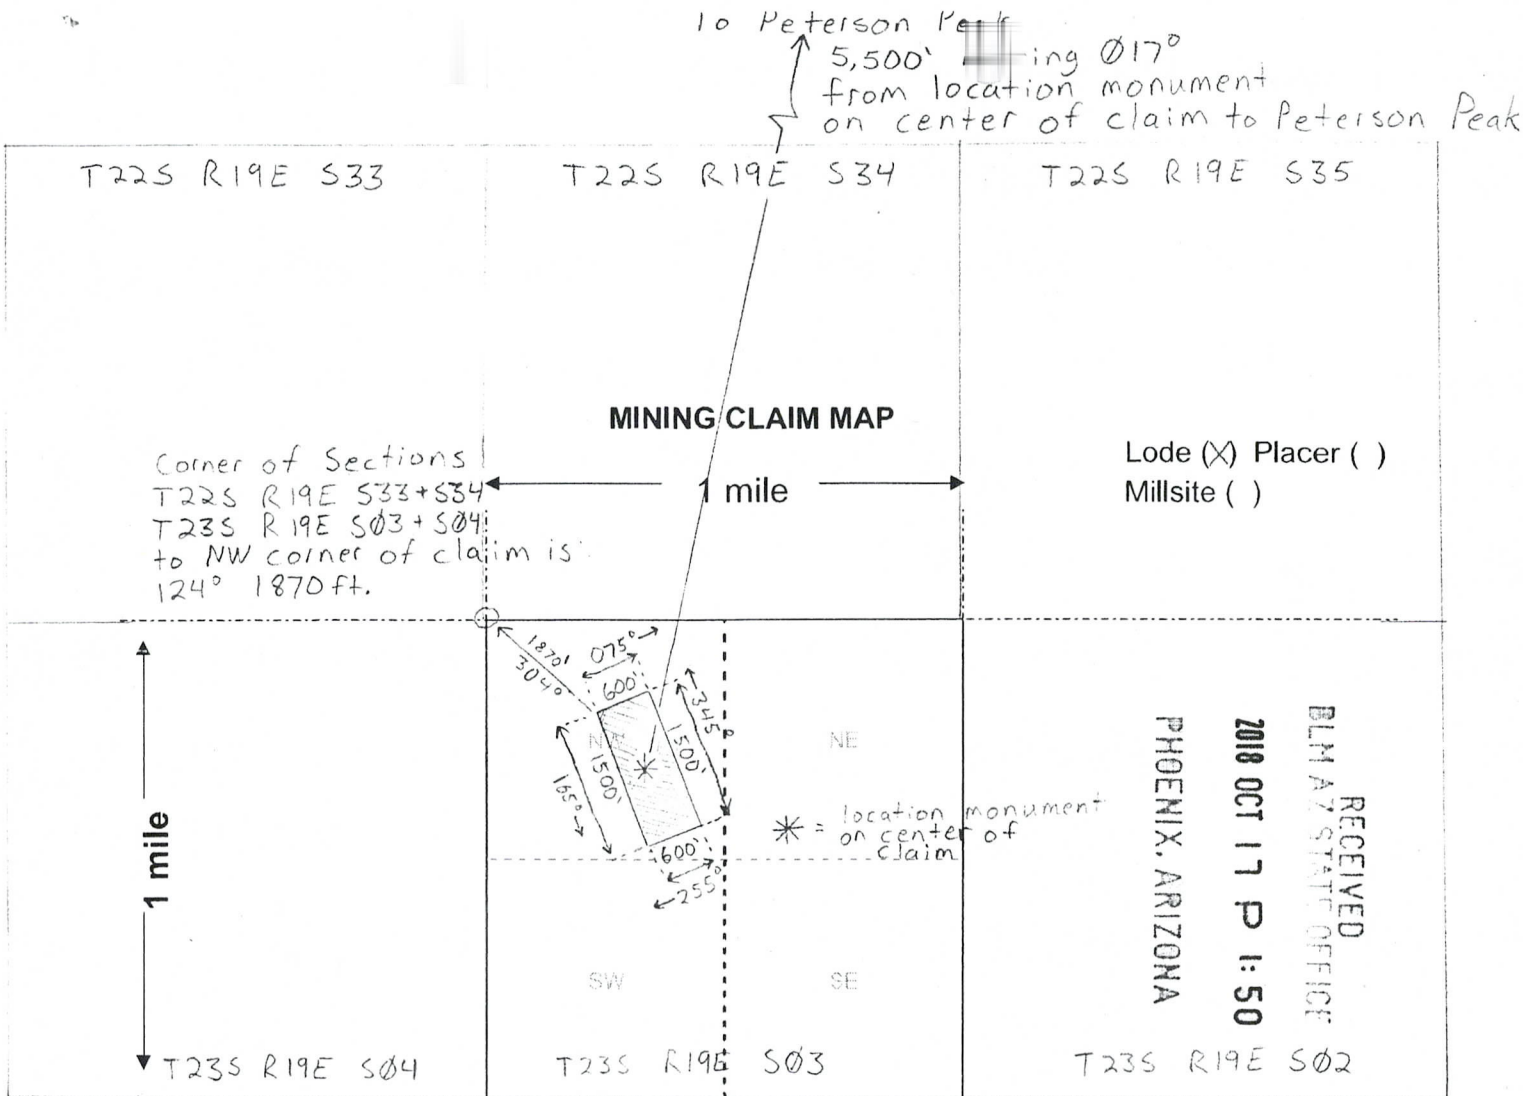 To Peterson Peak
5,500' ing Ø17°
from location monument
on center of claim to Peterson Peak
T22S R19E S33
T22S R19E S34
T22S R19E S35
MINING CLAIM MAP
Lode (X) Placer ( )
Millsite ( )
1 mile
Corner of Sections
T22S R19E S33+S34
T23S R19E SØ3+SØ4
to NW corner of claim is
124° 1870 ft.
1870'
304°
075°
600'
345°
1500'
NW
1500'
165°
NE
* = location monument
on center of
claim
600'
255°
1 mile
SW
SE
RECEIVED
BLM AZ STATE OFFICE
2018 OCT 17 P 1:50
PHOENIX, ARIZONA
T23S R19E SØ4
T23S R19E SØ3
T23S R19E SØ2